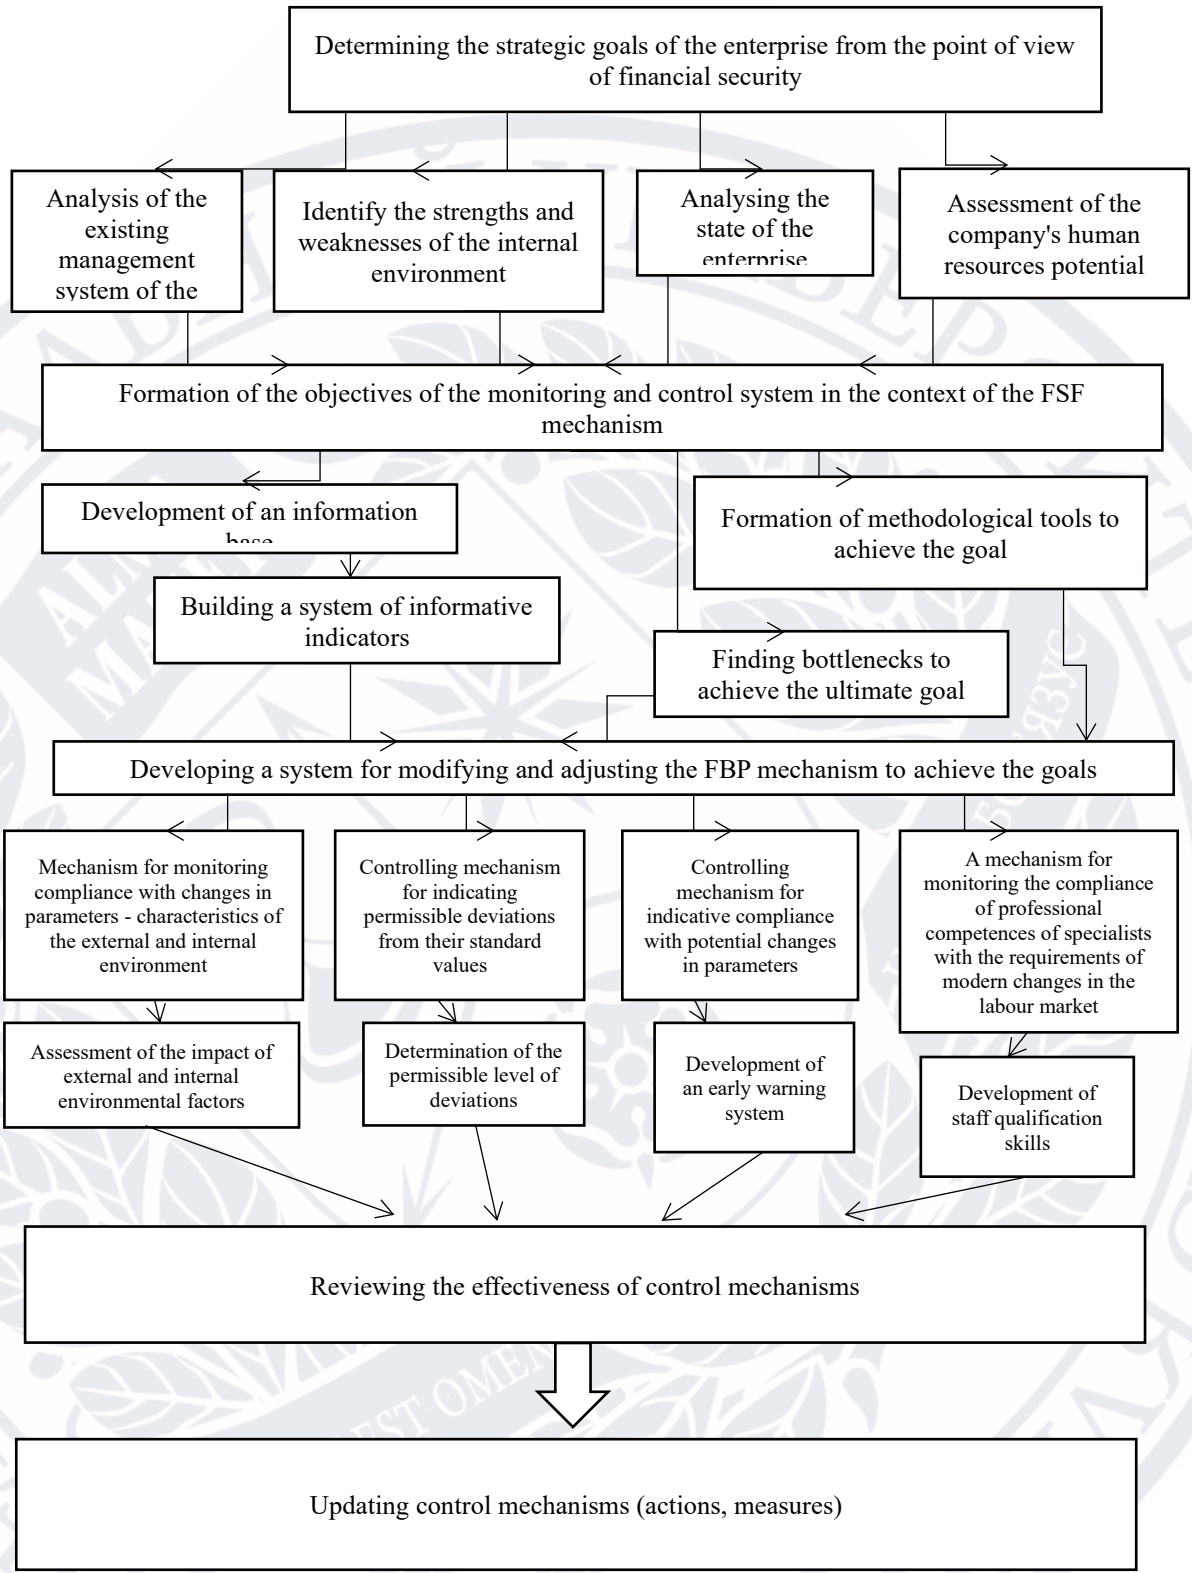 Determining the strategic goals of the enterprise from the point of view
of financial security
Analysis of the
existing
management
system of the
Identify the strengths and
weaknesses of the internal
environment
Analysing the
state of the
enterprise
Assessment of the
company's human
resources potential
Formation of the objectives of the monitoring and control system in the context of the FSF
mechanism
Development of an information
base
Formation of methodological tools to
achieve the goal
Building a system of informative
indicators
Finding bottlenecks to
achieve the ultimate goal
Developing a system for modifying and adjusting the FBP mechanism to achieve the goals
Mechanism for monitoring
compliance with changes in
parameters - characteristics of
the external and internal
environment
Controlling mechanism
for indicating
permissible deviations
from their standard
values
Controlling
mechanism for
indicative compliance
with potential changes
in parameters
A mechanism for
monitoring the compliance
of professional
competences of specialists
with the requirements of
modern changes in the
labour market
Assessment of the impact of
external and internal
environmental factors
Determination of the
permissible level of
deviations
Development of
an early warning
system
Development of
staff qualification
skills
Reviewing the effectiveness of control mechanisms
Updating control mechanisms (actions, measures)